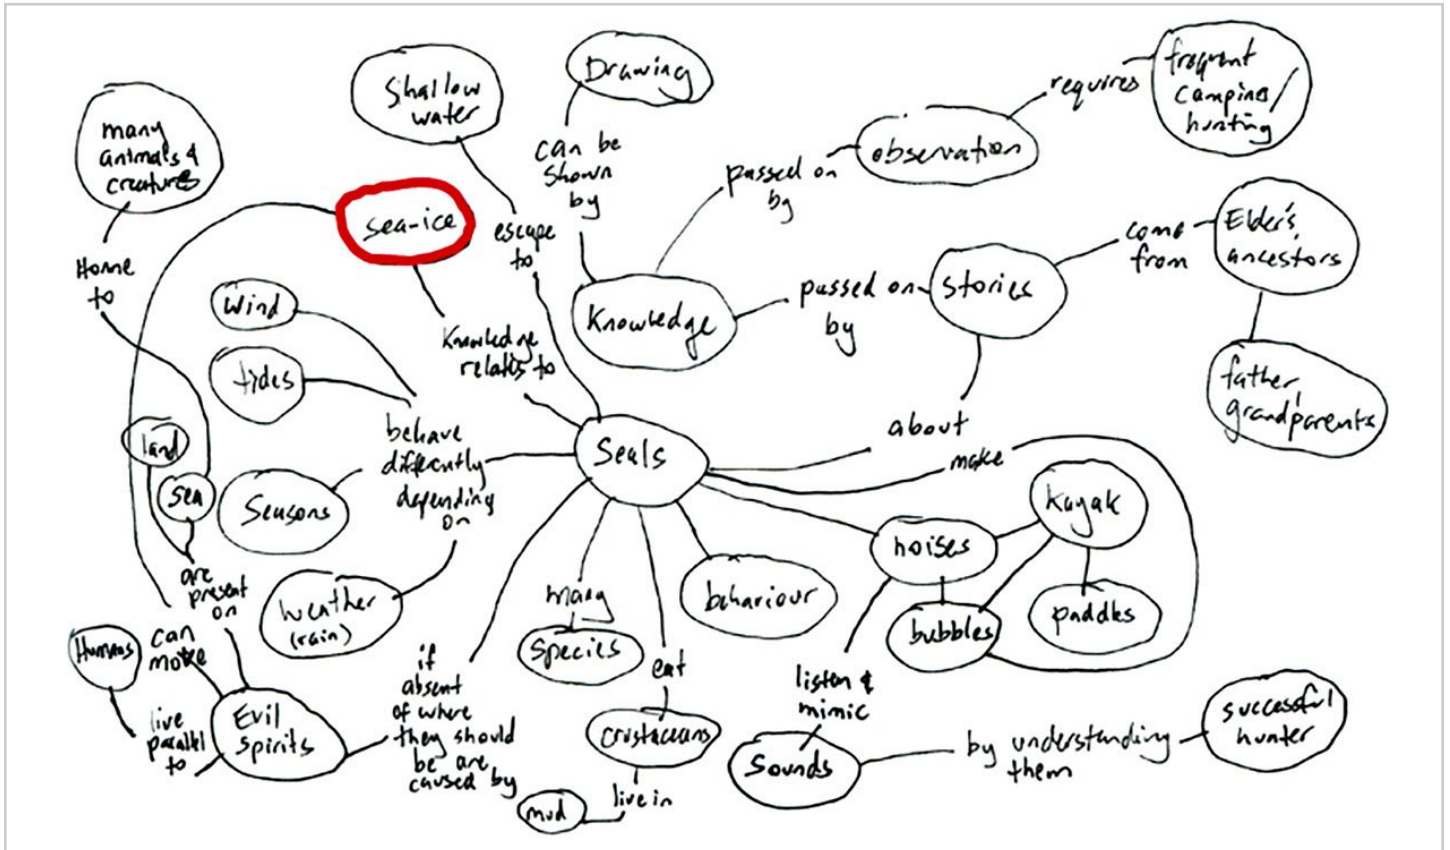 Drawing
Shallow
water
frequent
camping/
hunting
requires
many
animals &
creatures
observation
can be
shown
by
passed on
by
sea-ice
escape
to
Elder's,
ancestors
come
from
Home
to
Wind
Knowledge
passed on
by
stories
Knowledge
relates to
tides
father,
grandparents
land
behave
differently
depending
on
Seals
about
make
sea
Seasons
Kayak
noises
are
present
on
Weather
(rain)
many
species
behaviour
bubbles
paddles
Humans
can
move
if
absent
of where
they should
be are
caused by
eat
listen &
mimic
live
parallel
to
Evil
spirits
crustaceans
Sounds
by understanding
them
successful
hunter
mud
live in